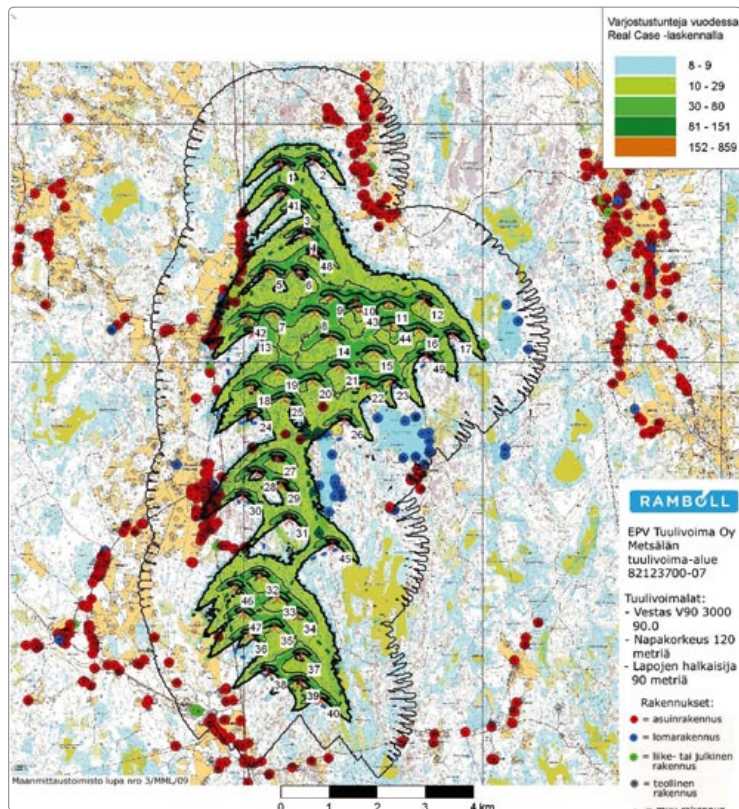 Varjostustunteja vuodessa
Real Case -laskennalla
8 - 9
10 - 29
30 - 80
81 - 151
152 - 859
1
2
41
3
4
48
5
6
9
10
11
12
42
7
8
43
13
44
16
17
14
15
49
19
21
18
20
22
23
25
24
26
27
28
29
30
31
45
32
46
33
34
47
35
36
37
38
39
40
RAMBOLL
EPV Tuulivoima Oy
Metsälän
tuulivoima-alue
82123700-07
Tuulivoimalat:
- Vestas V90 3000
90.0
- Napakorkeus 120
metriä
- Lapojen halkaisija
90 metriä
Rakennukset:
= asuinrakennus
= lomarakennus
= liike- tai julkinen
rakennus
= teollinen
rakennus
Maanmittaustoimisto lupa nro 3/MML/09
0 1 2 3 4 km